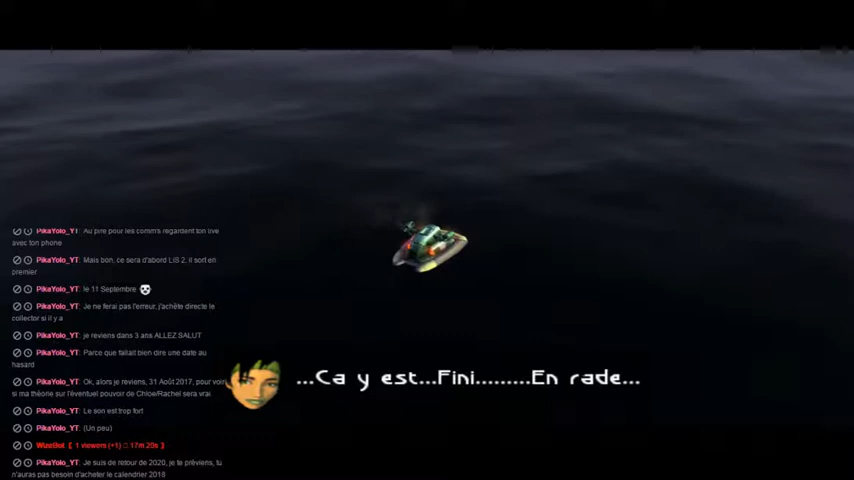 PikaYolo_YT: Au pire pour les comm's regardent ton live
avec ton phone
PikaYolo_YT: Mais bon, ce sera d'abord LiS 2, il sort en
premier
PikaYolo_YT: le 11 Septembre
PikaYolo_YT: Je ne ferai pas l'erreur, j'achète directe le
collector si il y a
PikaYolo_YT: je reviens dans 3 ans ALLEZ SALUT
PikaYolo_YT: Parce que fallait bien dire une date au
hasard
PikaYolo_YT: Ok, alors je reviens, 31 Août 2017, pour voir
si ma théorie sur l'éventuel pouvoir de Chloe/Rachel sera vrai
...Ca y est...Fini.........En rade...
PikaYolo_YT: Le son est trop fort
PikaYolo_YT: (Un peu)
WizeBot [ 1 viewers (+1) :: 17m 20s ]
PikaYolo_YT: Je suis de retour de 2020, je te préviens, tu
n'auras pas besoin d'acheter le calendrier 2018